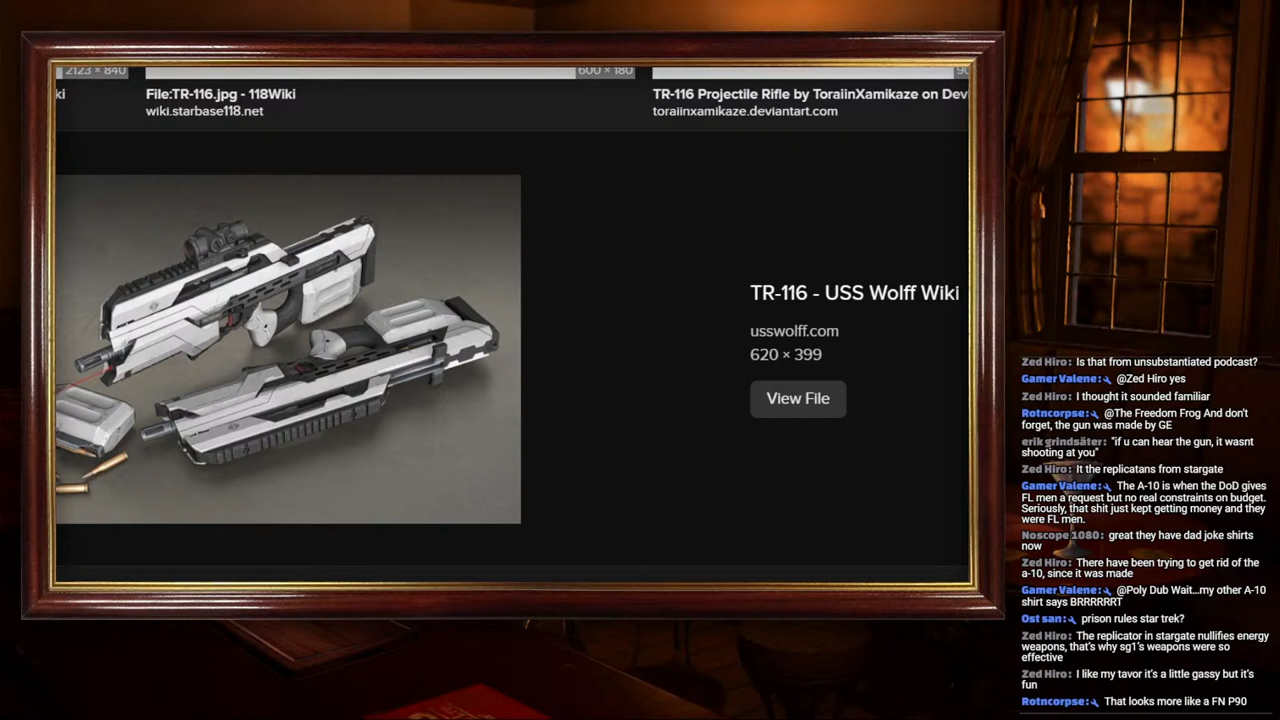 2123 × 840
600 × 180
90
ki
File:TR-116.jpg - 118Wiki
wiki.starbase118.net
TR-116 Projectile Rifle by ToraiinXamikaze on Dev
toraiinxamikaze.deviantart.com
TR-116 - USS Wolff Wiki
usswolff.com
620 × 399
View File
Zed Hiro: Is that from unsubstantiated podcast?
Gamer Valene: @Zed Hiro yes
Zed Hiro: I thought it sounded familiar
Rotncorpse: @The Freedom Frog And don't
forget, the gun was made by GE
erik grindsäter: "if u can hear the gun, it wasnt
shooting at you"
Zed Hiro: It the replicatans from stargate
Gamer Valene: The A-10 is when the DoD gives
FL men a request but no real constraints on budget.
Seriously, that shit just kept getting money and they
were FL men.
Noscope 1080: great they have dad joke shirts
now
Zed Hiro: There have been trying to get rid of the
a-10, since it was made
Gamer Valene: @Poly Dub Wait...my other A-10
shirt says BRRRRRRT
Ost san: prison rules star trek?
Zed Hiro: The replicator in stargate nullifies energy
weapons, that's why sg1's weapons were so
effective
Zed Hiro: I like my tavor it's a little gassy but it's
fun
Rotncorpse: That looks more like a FN P90